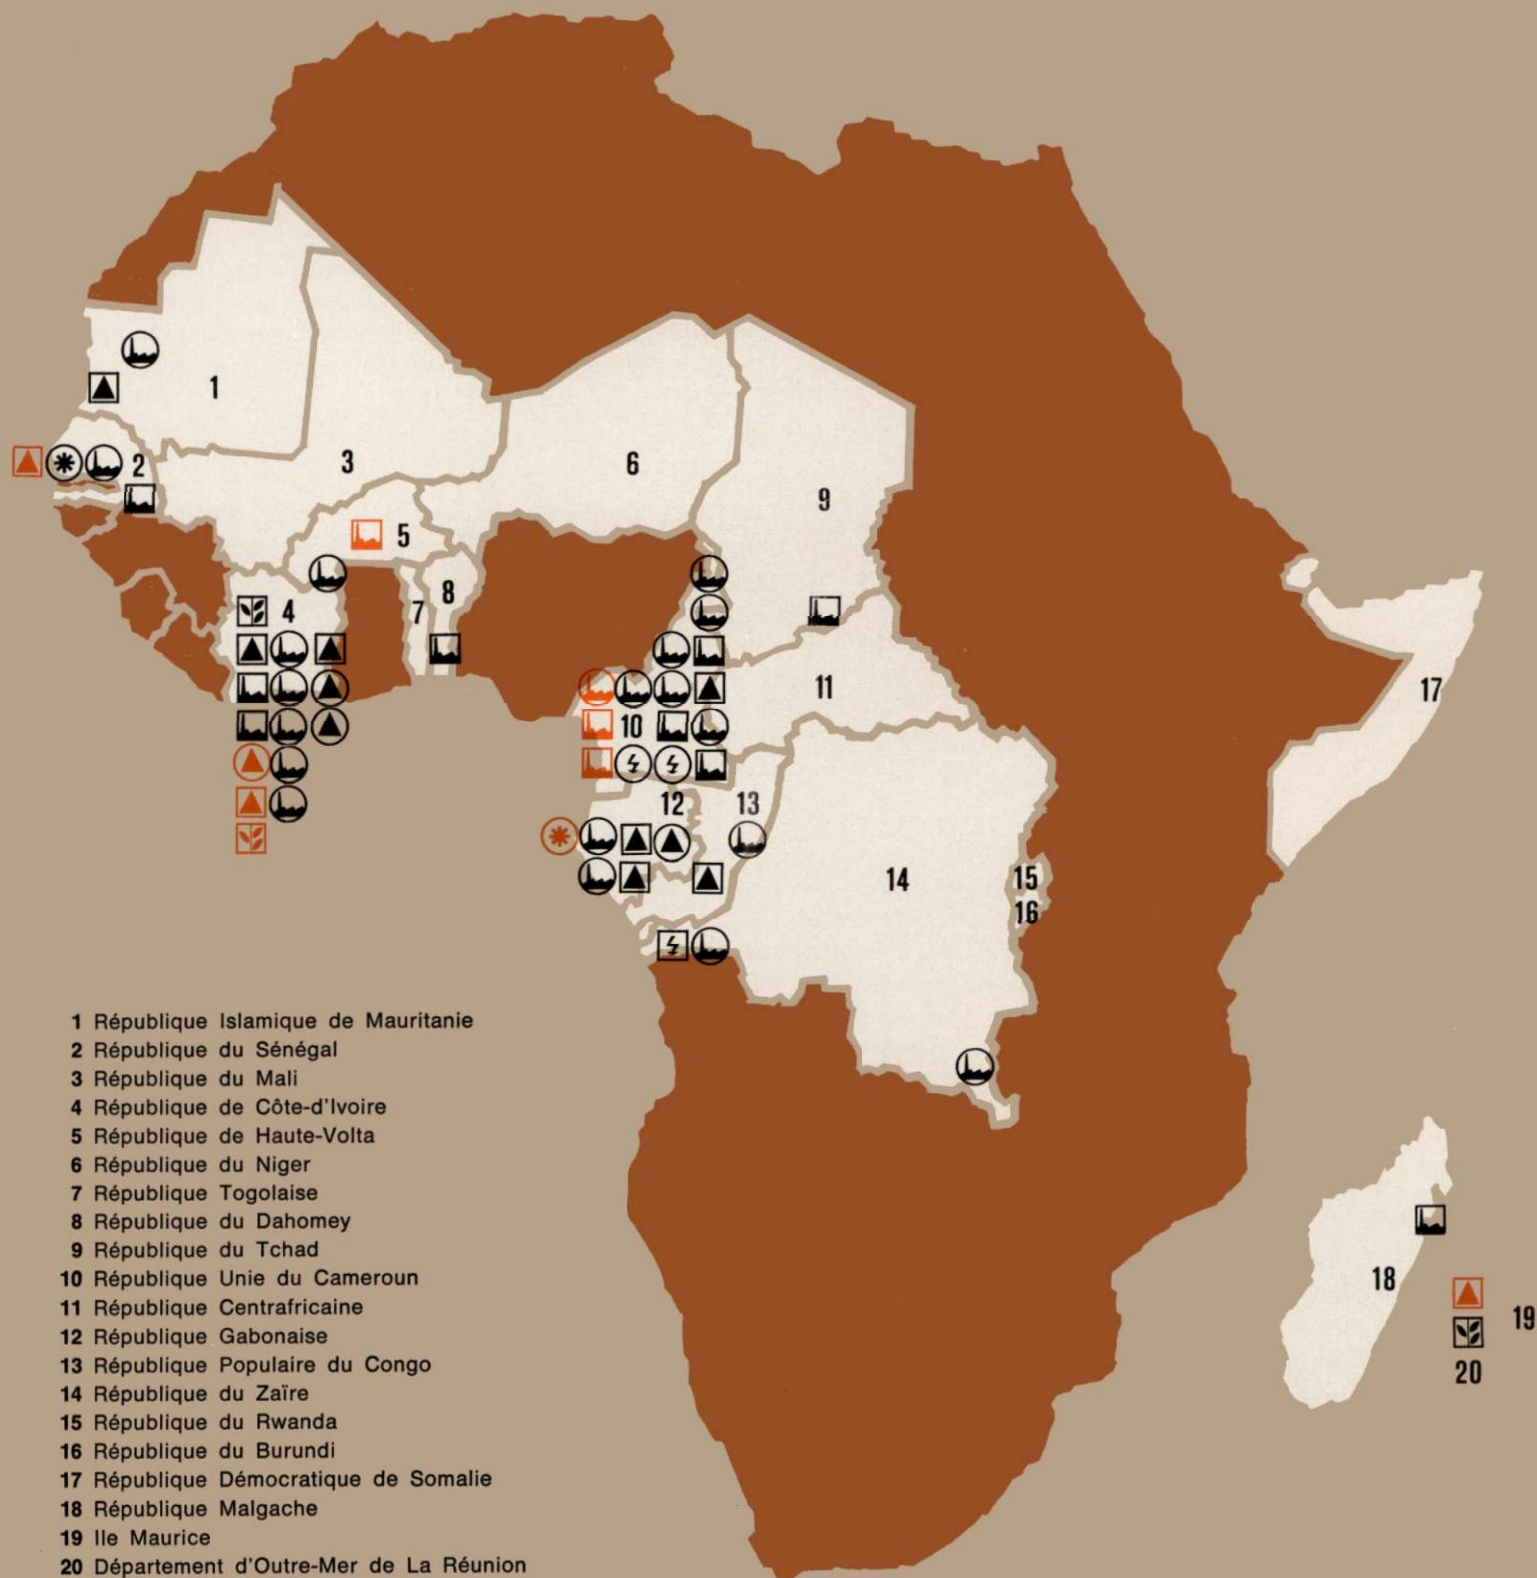 1
2
3
6
9
5
8
4
7
11
17
10
12
13
14
15
16
18
19
20
1 République Islamique de Mauritanie
2 République du Sénégal
3 République du Mali
4 République de Côte-d'Ivoire
5 République de Haute-Volta
6 République du Niger
7 République Togolaise
8 République du Dahomey
9 République du Tchad
10 République Unie du Cameroun
11 République Centrafricaine
12 République Gabonaise
13 République Populaire du Congo
14 République du Zaïre
15 République du Rwanda
16 République du Burundi
17 République Démocratique de Somalie
18 République Malgache
19 Ile Maurice
20 Département d'Outre-Mer de La Réunion